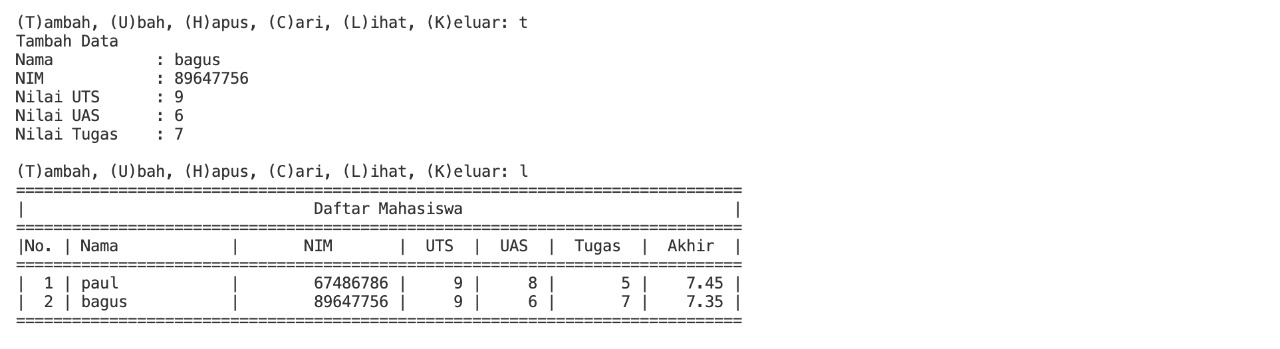 (T)ambah, (U)bah, (H)apus, (C)ari, (L)ihat, (K)eluar: t
Tambah Data
Nama           : bagus
NIM            : 89647756
Nilai UTS      : 9
Nilai UAS      : 6
Nilai Tugas    : 7
(T)ambah, (U)bah, (H)apus, (C)ari, (L)ihat, (K)eluar: l
==============================================================================
|                               Daftar Mahasiswa                             |
==============================================================================
|No. | Nama            |       NIM       |  UTS  |  UAS  |  Tugas  |  Akhir  |
==============================================================================
|  1 | paul            |        67486786 |     9 |     8 |       5 |    7.45 |
|  2 | bagus           |        89647756 |     9 |     6 |       7 |    7.35 |
==============================================================================